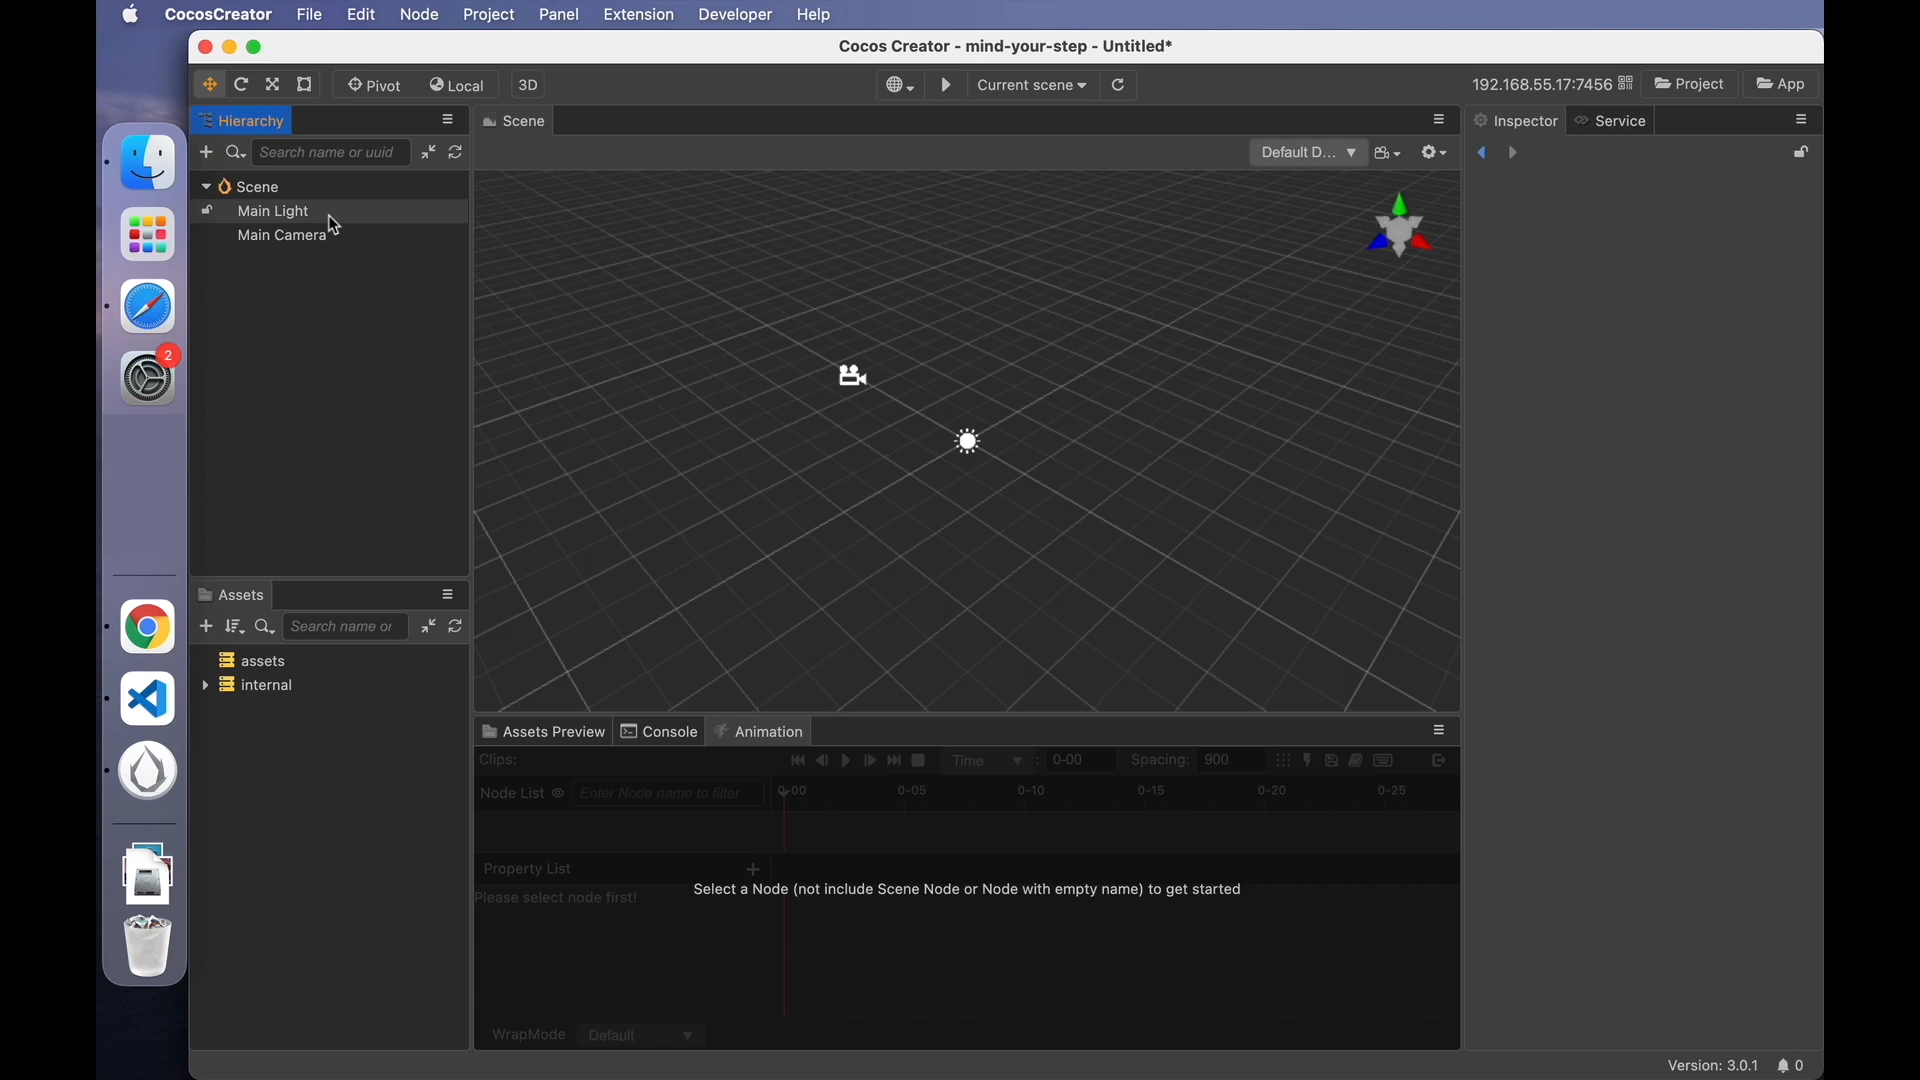 CocosCreator File Edit Node Project Panel Extension Developer Help
Cocos Creator - mind-your-step - Untitled*
Pivot Local 3D Current scene 192.168.55.17:7456 Project App
Hierarchy Scene Inspector Service
Search name or uuid Default D...
Scene
Main Light
Main Camera
2
Assets
Search name or
assets
internal
Assets Preview Console Animation
Clips: Time : 0-00 Spacing: 900
Node List Enter Node name to filter 0-00 0-05 0-10 0-15 0-20 0-25
Property List
Select a Node (not include Scene Node or Node with empty name) to get started
Please select node first!
WrapMode Default
Version: 3.0.1 0